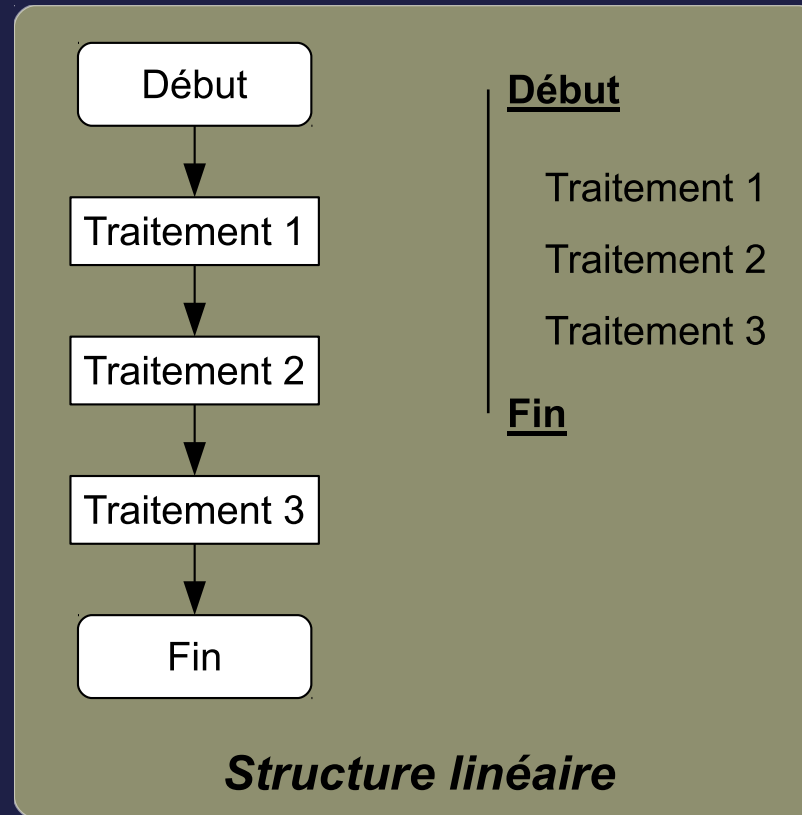 Début
Traitement 1
Traitement 2
Traitement 3
Fin
Début
Traitement 1
Traitement 2
Traitement 3
Fin
Structure linéaire